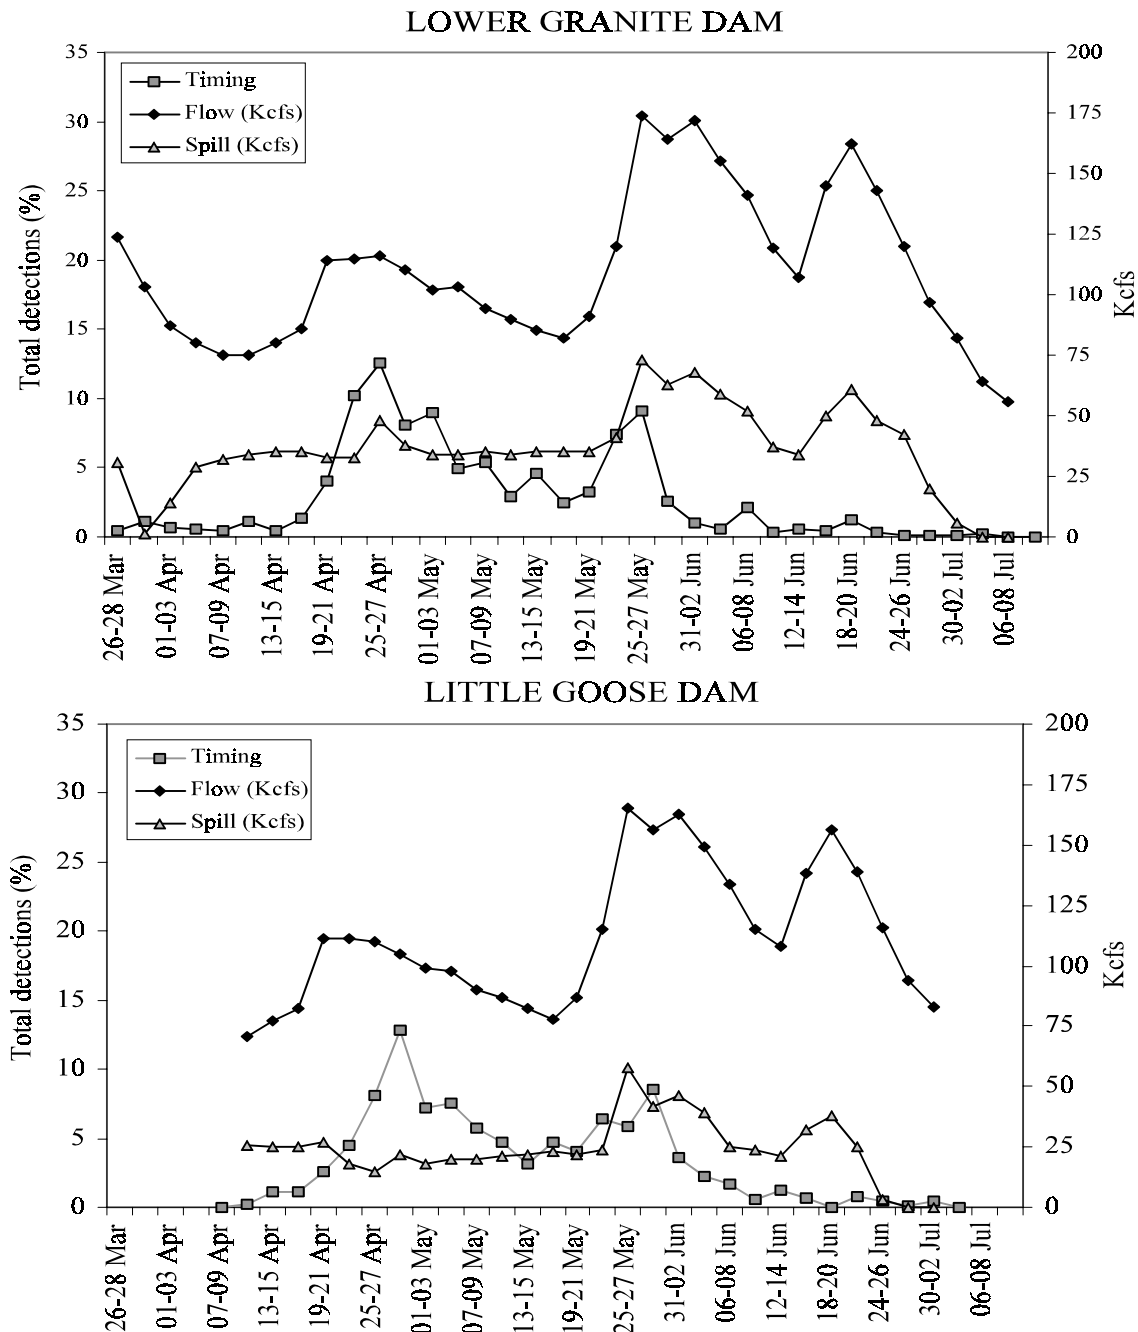 LOWER GRANITE DAM
Total detections (%)
35
30
25
20
15
10
5
0
Timing
Flow (Kcfs)
Spill (Kcfs)
200
175
150
125
100
75
50
25
0
Kcfs
26-28 Mar
01-03 Apr
07-09 Apr
13-15 Apr
19-21 Apr
25-27 Apr
01-03 May
07-09 May
13-15 May
19-21 May
25-27 May
31-02 Jun
06-08 Jun
12-14 Jun
18-20 Jun
24-26 Jun
30-02 Jul
06-08 Jul
LITTLE GOOSE DAM
Total detections (%)
35
30
25
20
15
10
5
0
Timing
Flow (Kcfs)
Spill (Kcfs)
200
175
150
125
100
75
50
25
0
Kcfs
26-28 Mar
01-03 Apr
07-09 Apr
13-15 Apr
19-21 Apr
25-27 Apr
01-03 May
07-09 May
13-15 May
19-21 May
25-27 May
31-02 Jun
06-08 Jun
12-14 Jun
18-20 Jun
24-26 Jun
30-02 Jul
06-08 Jul